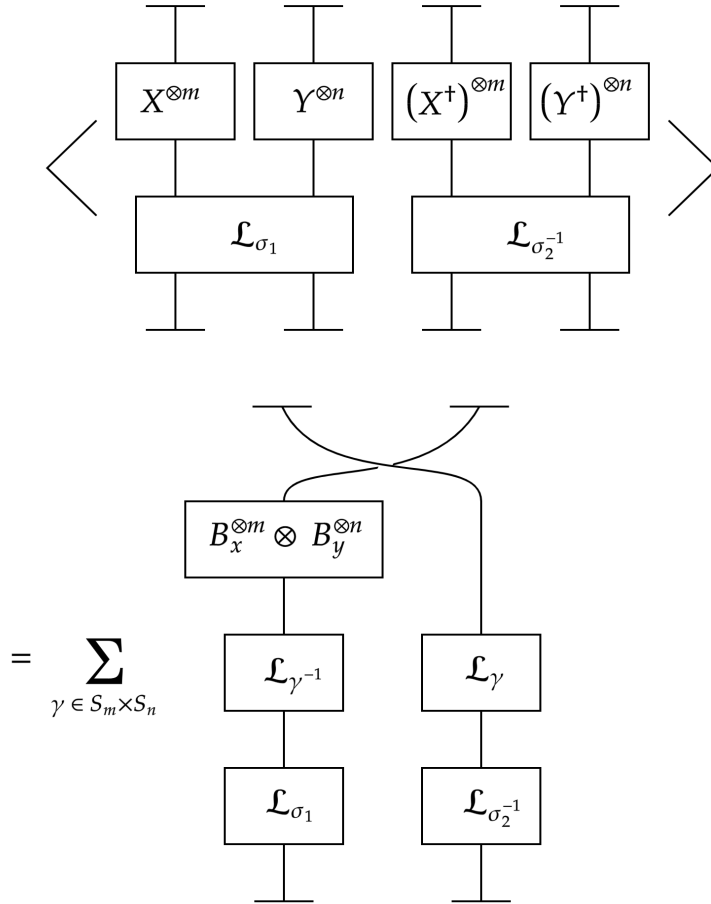 X^{⊗m} Y^{⊗n} (X^†)^{⊗m} (Y^†)^{⊗n}
𝕷_{σ_1} 𝕷_{σ_2^{-1}}
B_x^{⊗m} ⊗ B_y^{⊗n}
= ∑_{γ ∈ S_m×S_n} 𝕷_{γ^{-1}} 𝕷_γ
𝕷_{σ_1} 𝕷_{σ_2^{-1}}